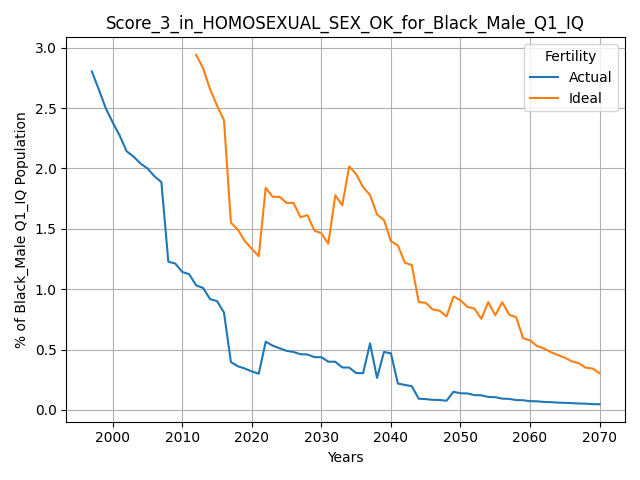 Score_3_in_HOMOSEXUAL_SEX_OK_for_Black_Male_Q1_IQ
Fertility
Actual
Ideal
% of Black_Male Q1_IQ Population
3.0
2.5
2.0
1.5
1.0
0.5
0.0
2000 2010 2020 2030 2040 2050 2060 2070
Years